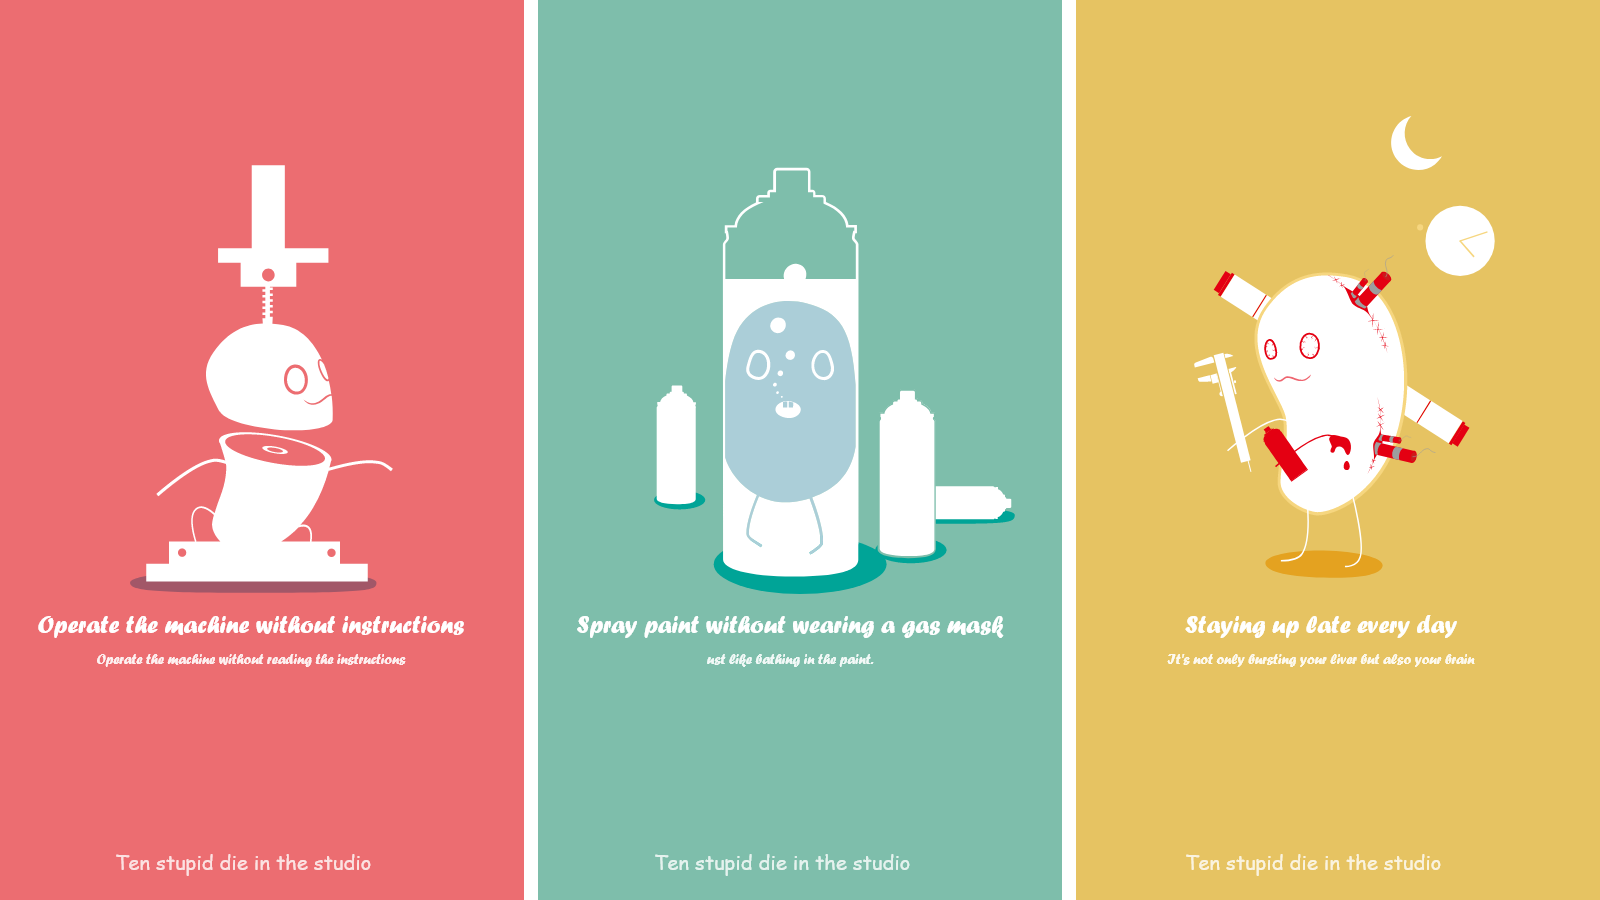 Operate the machine without instructions
Operate the machine without reading the instructions
Ten stupid die in the studio
Spray paint without wearing a gas mask
ust like bathing in the paint.
Ten stupid die in the studio
Staying up late every day
It's not only bursting your liver but also your brain
Ten stupid die in the studio